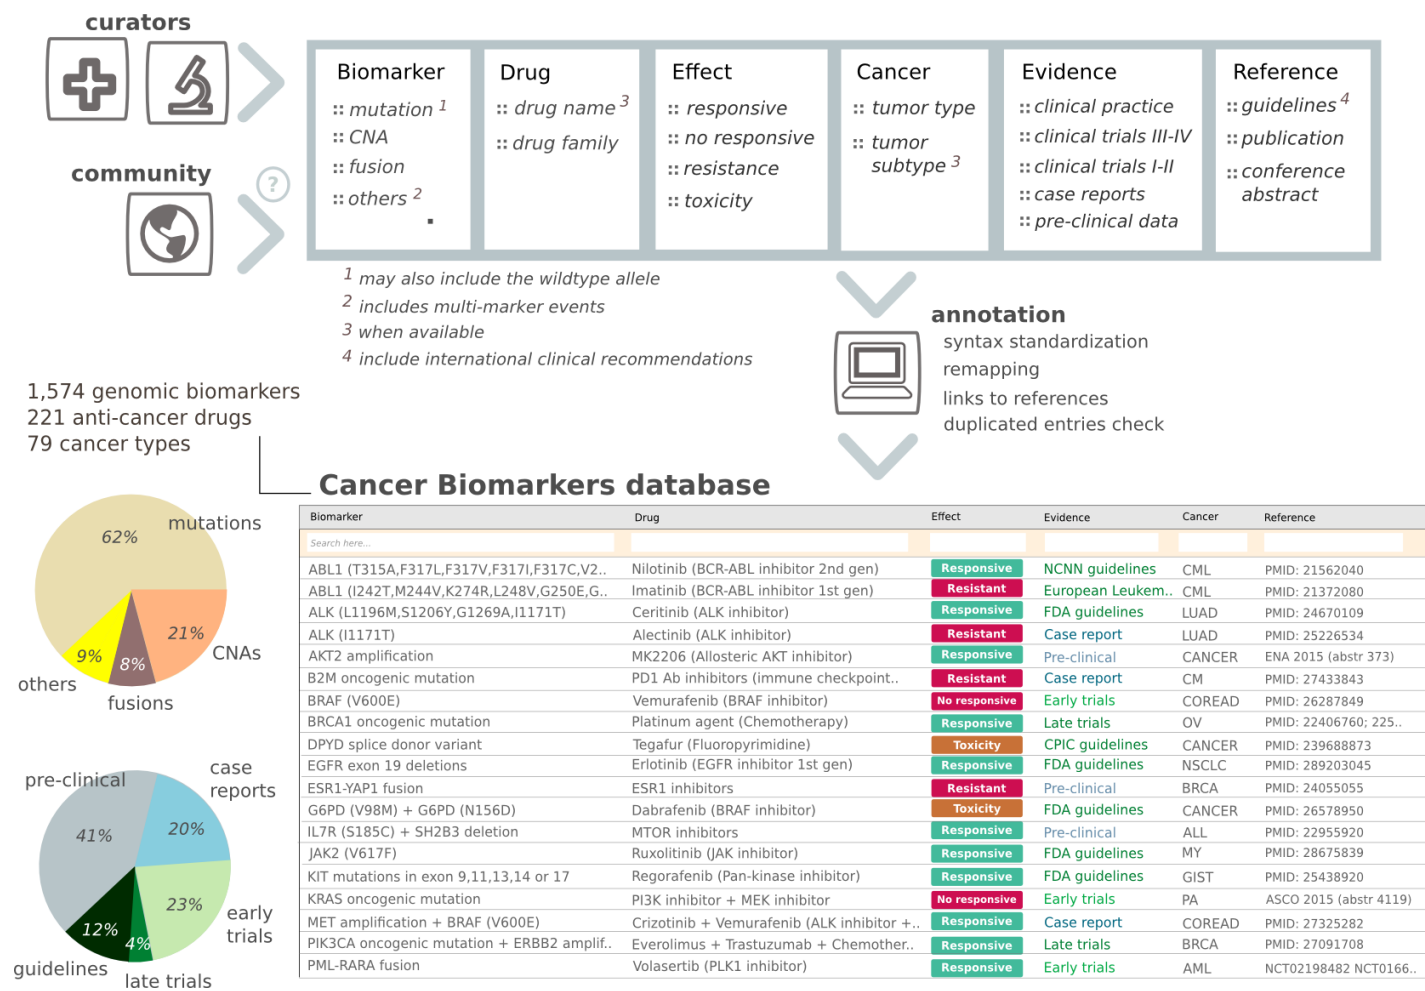 curators
community
?
Biomarker
:: mutation 1
:: CNA
:: fusion
:: others 2
Drug
:: drug name 3
:: drug family
Effect
:: responsive
:: no responsive
:: resistance
:: toxicity
Cancer
:: tumor type
:: tumor
subtype 3
Evidence
:: clinical practice
:: clinical trials III-IV
:: clinical trials I-II
:: case reports
:: pre-clinical data
Reference
:: guidelines 4
:: publication
:: conference
abstract
1 may also include the wildtype allele
2 includes multi-marker events
3 when available
4 include international clinical recommendations
annotation
syntax standardization
remapping
links to references
duplicated entries check
1,574 genomic biomarkers
221 anti-cancer drugs
79 cancer types
mutations
62%
21%
CNAs
9%
8%
others
fusions
pre-clinical
case
reports
41%
20%
23%
early
trials
12%
4%
guidelines
late trials
Cancer Biomarkers database
Biomarker Drug Effect Evidence Cancer Reference
Search here...
ABL1 (T315A,F317L,F317V,F317I,F317C,V2.. Nilotinib (BCR-ABL inhibitor 2nd gen) Responsive NCNN guidelines CML PMID: 21562040
ABL1 (I242T,M244V,K274R,L248V,G250E,G.. Imatinib (BCR-ABL inhibitor 1st gen) Resistant European Leukem.. CML PMID: 21372080
ALK (L1196M,S1206Y,G1269A,I1171T) Ceritinib (ALK inhibitor) Responsive FDA guidelines LUAD PMID: 24670109
ALK (I1171T) Alectinib (ALK inhibitor) Resistant Case report LUAD PMID: 25226534
AKT2 amplification MK2206 (Allosteric AKT inhibitor) Responsive Pre-clinical CANCER ENA 2015 (abstr 373)
B2M oncogenic mutation PD1 Ab inhibitors (immune checkpoint.. Resistant Case report CM PMID: 27433843
BRAF (V600E) Vemurafenib (BRAF inhibitor) No responsive Early trials COREAD PMID: 26287849
BRCA1 oncogenic mutation Platinum agent (Chemotherapy) Responsive Late trials OV PMID: 22406760; 225..
DPYD splice donor variant Tegafur (Fluoropyrimidine) Toxicity CPIC guidelines CANCER PMID: 239688873
EGFR exon 19 deletions Erlotinib (EGFR inhibitor 1st gen) Responsive FDA guidelines NSCLC PMID: 289203045
ESR1-YAP1 fusion ESR1 inhibitors Resistant Pre-clinical BRCA PMID: 24055055
G6PD (V98M) + G6PD (N156D) Dabrafenib (BRAF inhibitor) Toxicity FDA guidelines CANCER PMID: 26578950
IL7R (S185C) + SH2B3 deletion MTOR inhibitors Responsive Pre-clinical ALL PMID: 22955920
JAK2 (V617F) Ruxolitinib (JAK inhibitor) Responsive FDA guidelines MY PMID: 28675839
KIT mutations in exon 9,11,13,14 or 17 Regorafenib (Pan-kinase inhibitor) Responsive FDA guidelines GIST PMID: 25438920
KRAS oncogenic mutation PI3K inhibitor + MEK inhibitor No responsive Early trials PA ASCO 2015 (abstr 4119)
MET amplification + BRAF (V600E) Crizotinib + Vemurafenib (ALK inhibitor +.. Responsive Case report COREAD PMID: 27325282
PIK3CA oncogenic mutation + ERBB2 amplif.. Everolimus + Trastuzumab + Chemother.. Responsive Late trials BRCA PMID: 27091708
PML-RARA fusion Volasertib (PLK1 inhibitor) Responsive Early trials AML NCT02198482 NCT0166..